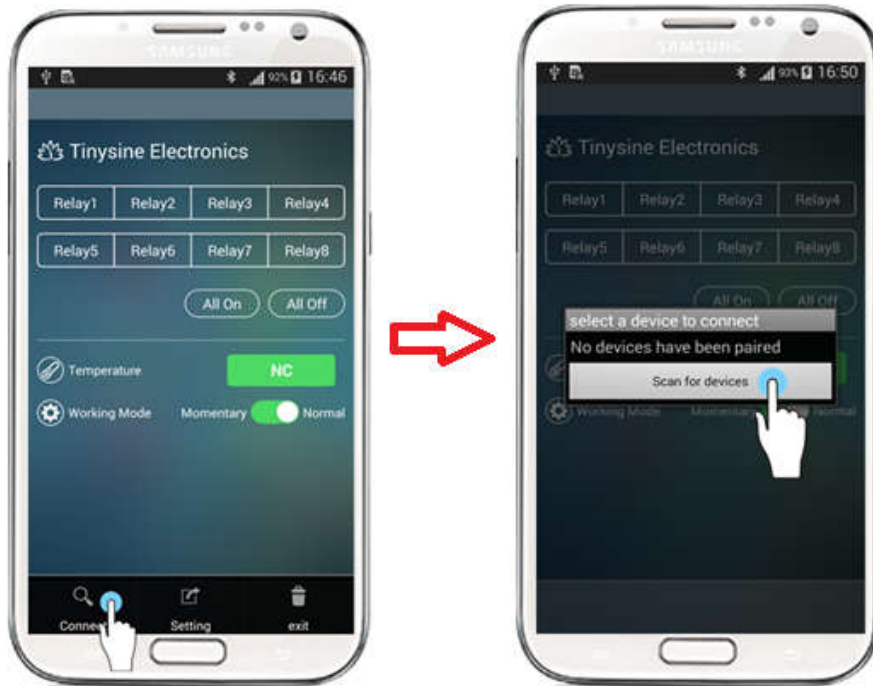 SAMSUNG
92% 16:46
Tinysine Electronics
Relay1 Relay2 Relay3 Relay4
Relay5 Relay6 Relay7 Relay8
All On All Off
Temperature NC
Working Mode Momentary Normal
Connect Setting exit
SAMSUNG
93% 16:50
Tinysine Electronics
Relay1 Relay2 Relay3 Relay4
Relay5 Relay6 Relay7 Relay8
All On All Off
select a device to connect
No devices have been paired
Scan for devices
Working Mode Momentary Normal